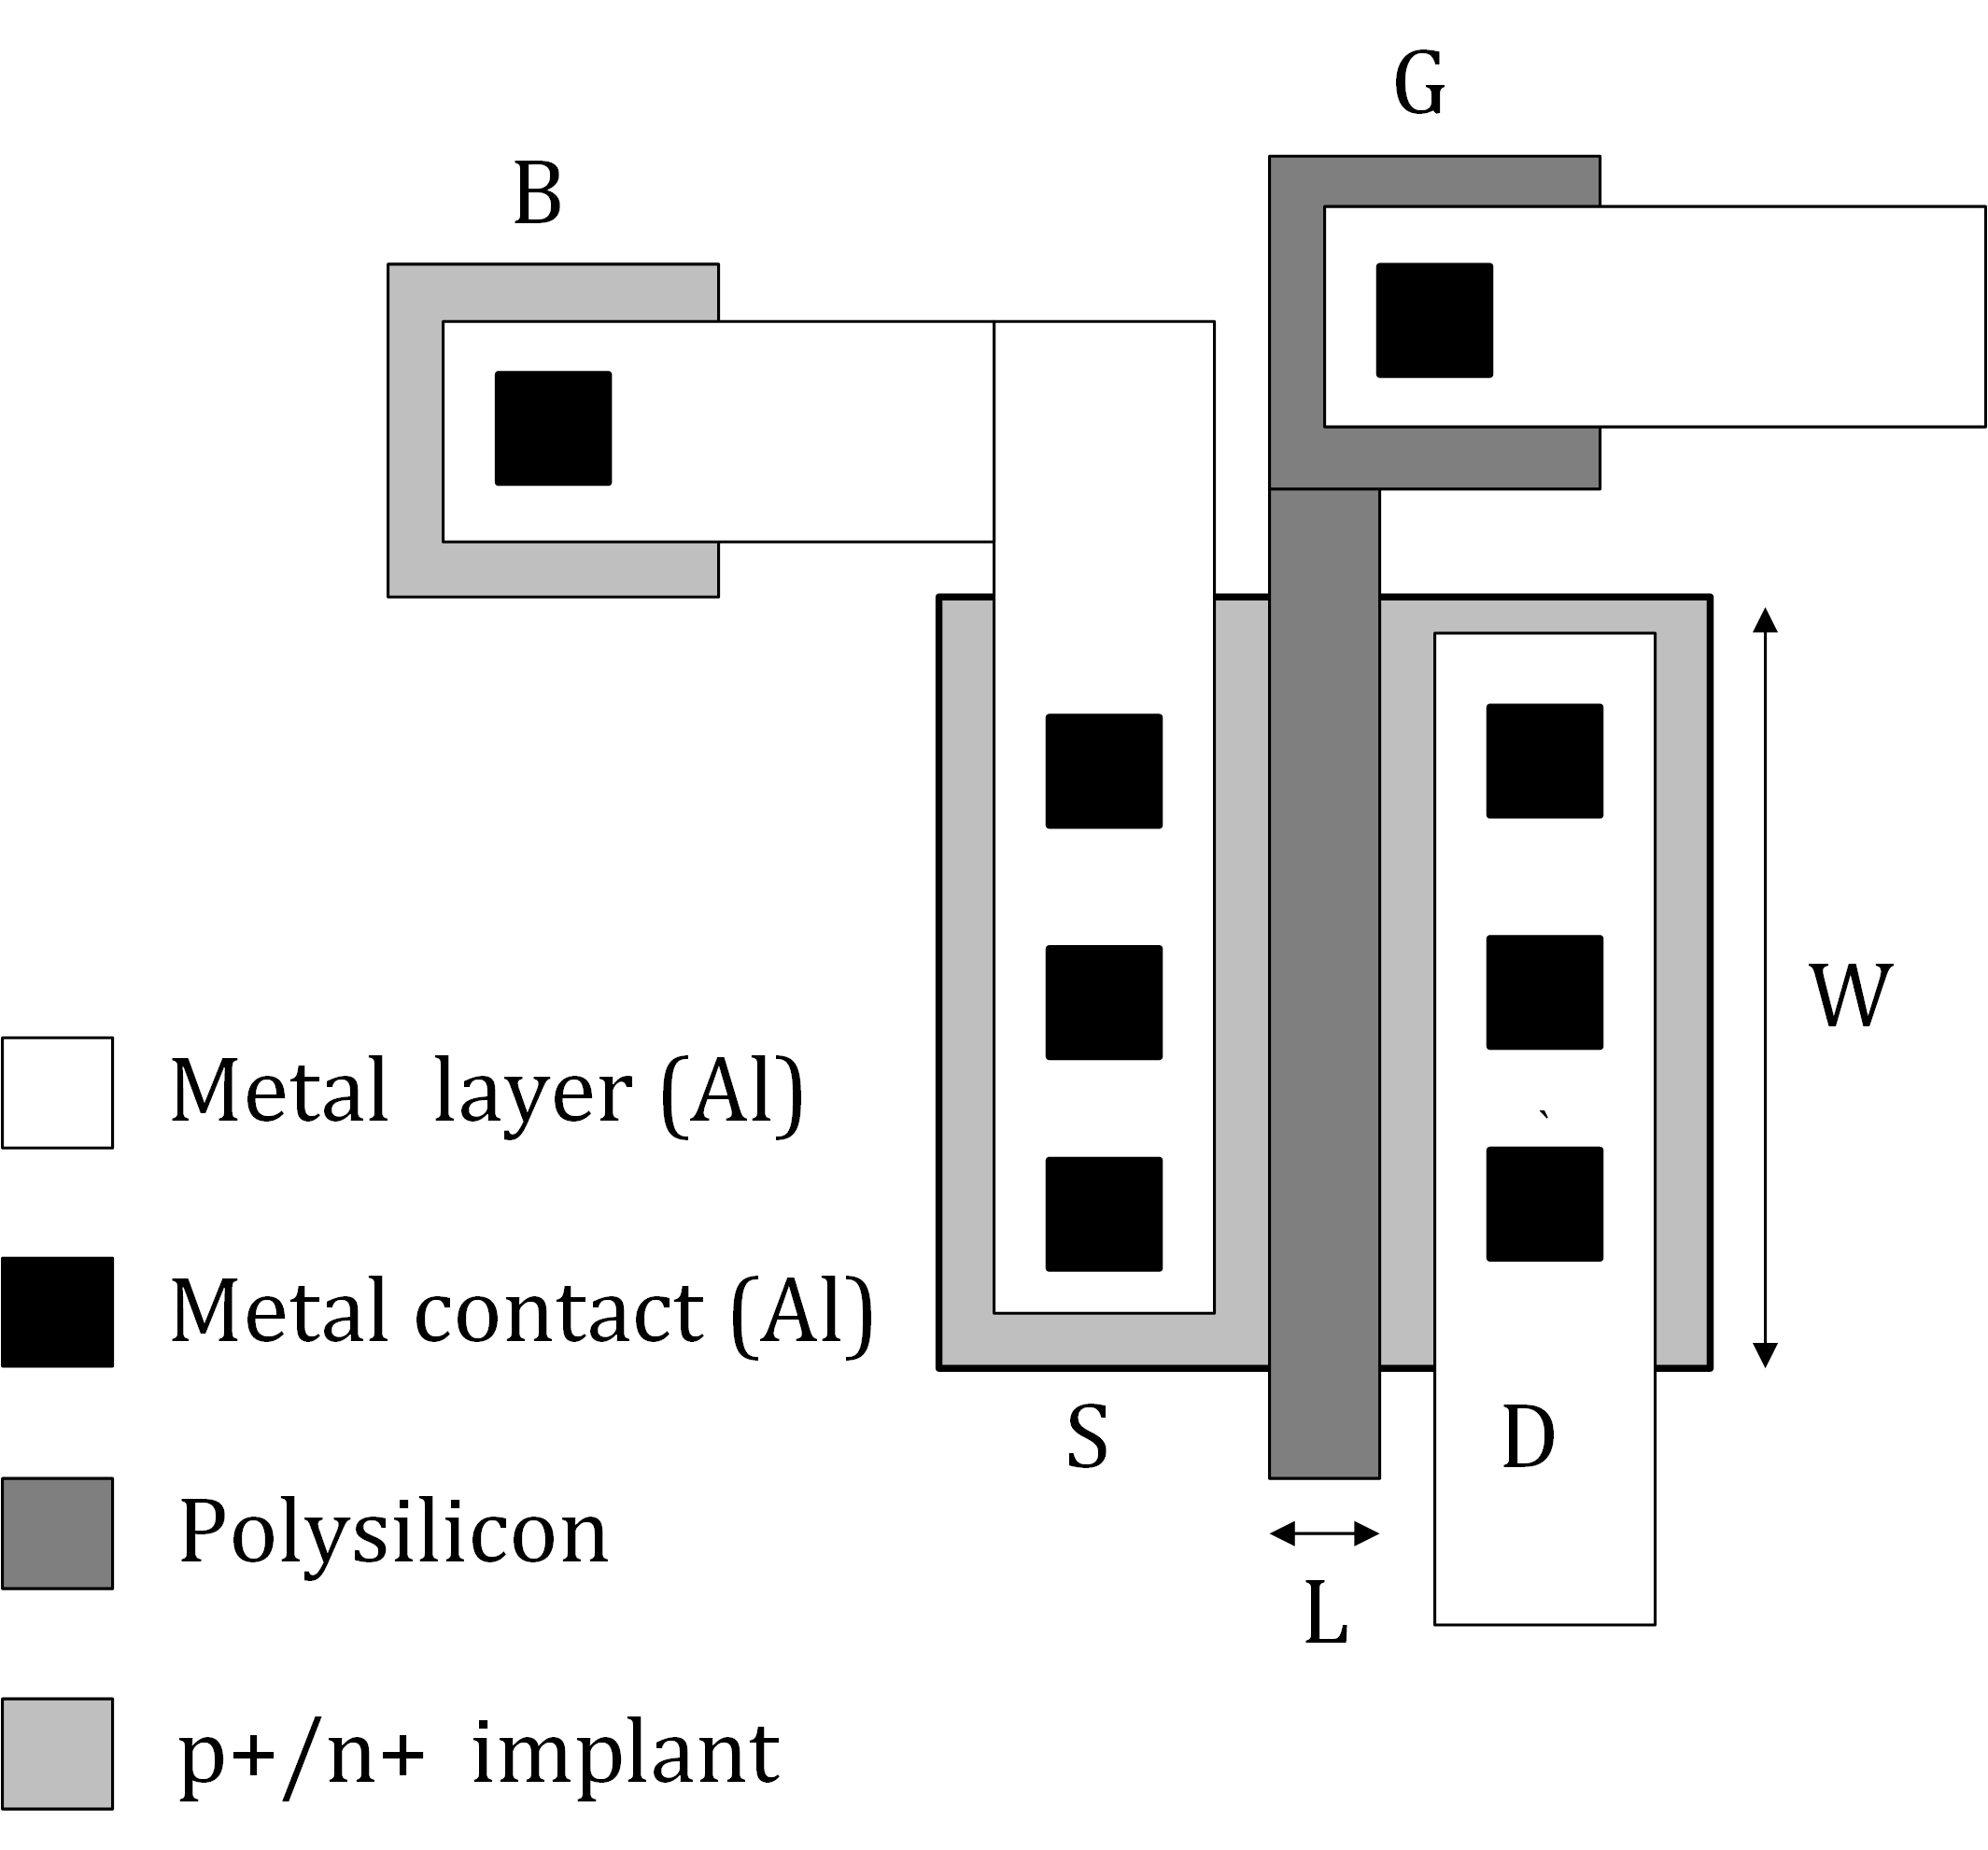 G
B
W
Metal layer (Al)
Metal contact (Al)
`
S
D
Polysilicon
L
p+/n+ implant